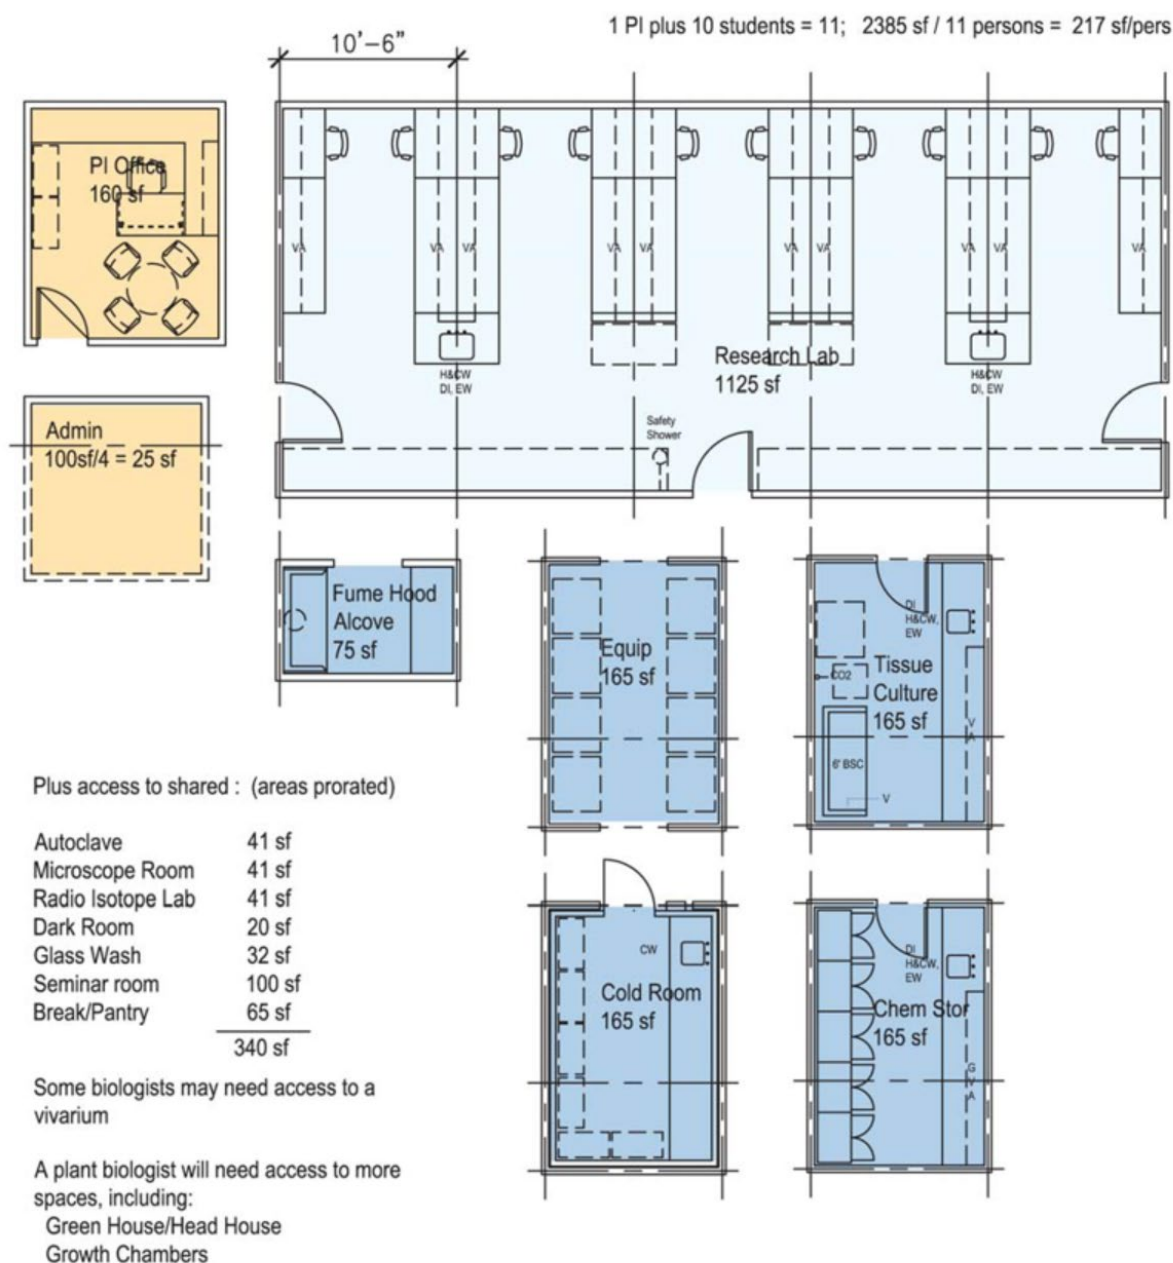 1 PI plus 10 students = 11; 2385 sf / 11 persons = 217 sf/pers
10'-6"
PI Office
160 sf
VA
VA VA
VA VA
VA VA
VA VA
VA
H&CW
DI, EW
Research Lab
1125 sf
H&CW
DI, EW
Safety
Shower
Admin
100sf/4 = 25 sf
Fume Hood
Alcove
75 sf
Equip
165 sf
DI
H&CW,
EW
CO2
Tissue
Culture
165 sf
V
A
6' BSC
V
Plus access to shared : (areas prorated)
Autoclave 41 sf
Microscope Room 41 sf
Radio Isotope Lab 41 sf
Dark Room 20 sf
Glass Wash 32 sf
Seminar room 100 sf
Break/Pantry 65 sf
340 sf
CW
Cold Room
165 sf
DI
H&CW,
EW
Chem Stor
165 sf
G
V
A
Some biologists may need access to a
vivarium
A plant biologist will need access to more
spaces, including:
Green House/Head House
Growth Chambers